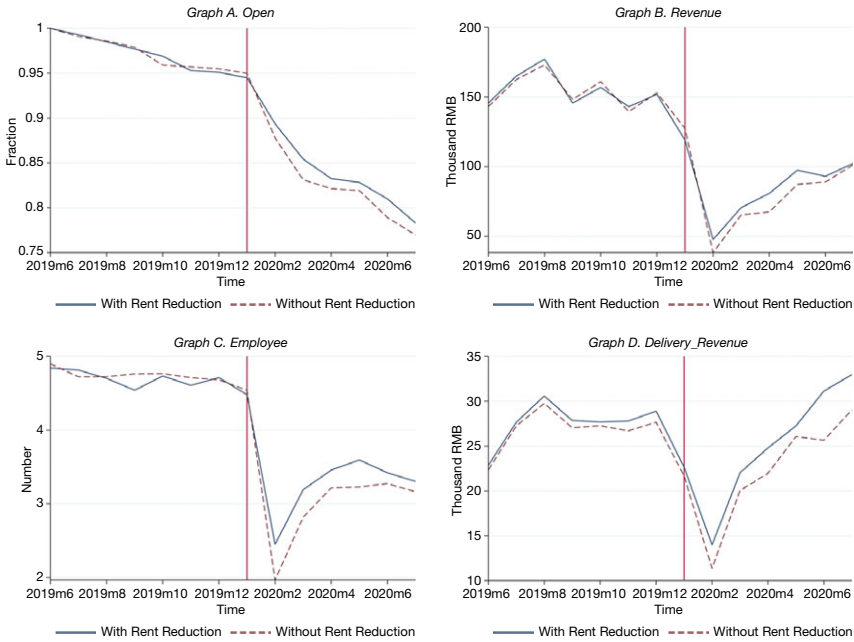 Graph A. Open
Fraction
1
0.95
0.9
0.85
0.8
0.75
2019m6 2019m8 2019m10 2019m12 2020m2 2020m4 2020m6
Time
With Rent Reduction Without Rent Reduction
Graph B. Revenue
Thousand RMB
200
150
100
50
2019m6 2019m8 2019m10 2019m12 2020m2 2020m4 2020m6
Time
With Rent Reduction Without Rent Reduction
Graph C. Employee
Number
5
4
3
2
2019m6 2019m8 2019m10 2019m12 2020m2 2020m4 2020m6
Time
With Rent Reduction Without Rent Reduction
Graph D. Delivery_Revenue
Thousand RMB
35
30
25
20
15
10
2019m6 2019m8 2019m10 2019m12 2020m2 2020m4 2020m6
Time
With Rent Reduction Without Rent Reduction